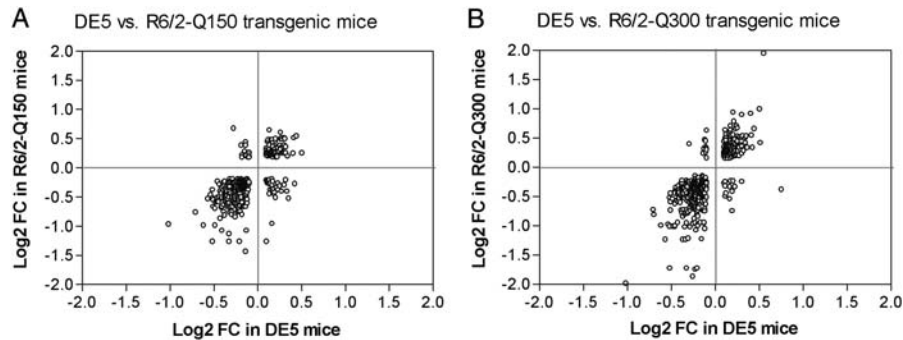 A
DE5 vs. R6/2-Q150 transgenic mice
Log2 FC in R6/2-Q150 mice
2.0
1.5
1.0
0.5
0.0
-0.5
-1.0
-1.5
-2.0
-2.0 -1.5 -1.0 -0.5 0.0 0.5 1.0 1.5 2.0
Log2 FC in DE5 mice
B
DE5 vs. R6/2-Q300 transgenic mice
Log2 FC in R6/2-Q300 mice
2.0
1.5
1.0
0.5
0.0
-0.5
-1.0
-1.5
-2.0
-2.0 -1.5 -1.0 -0.5 0.0 0.5 1.0 1.5 2.0
Log2 FC in DE5 mice